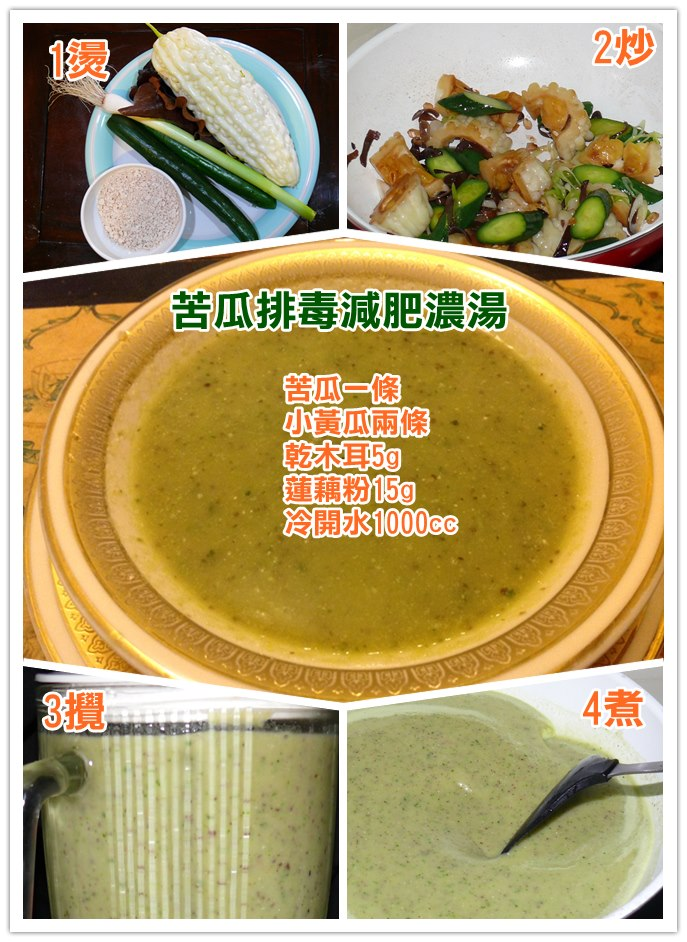 1燙
2炒
苦瓜排毒減肥濃湯
苦瓜一條
小黃瓜兩條
乾木耳5g
蓮藕粉15g
冷開水1000cc
3攪
4煮